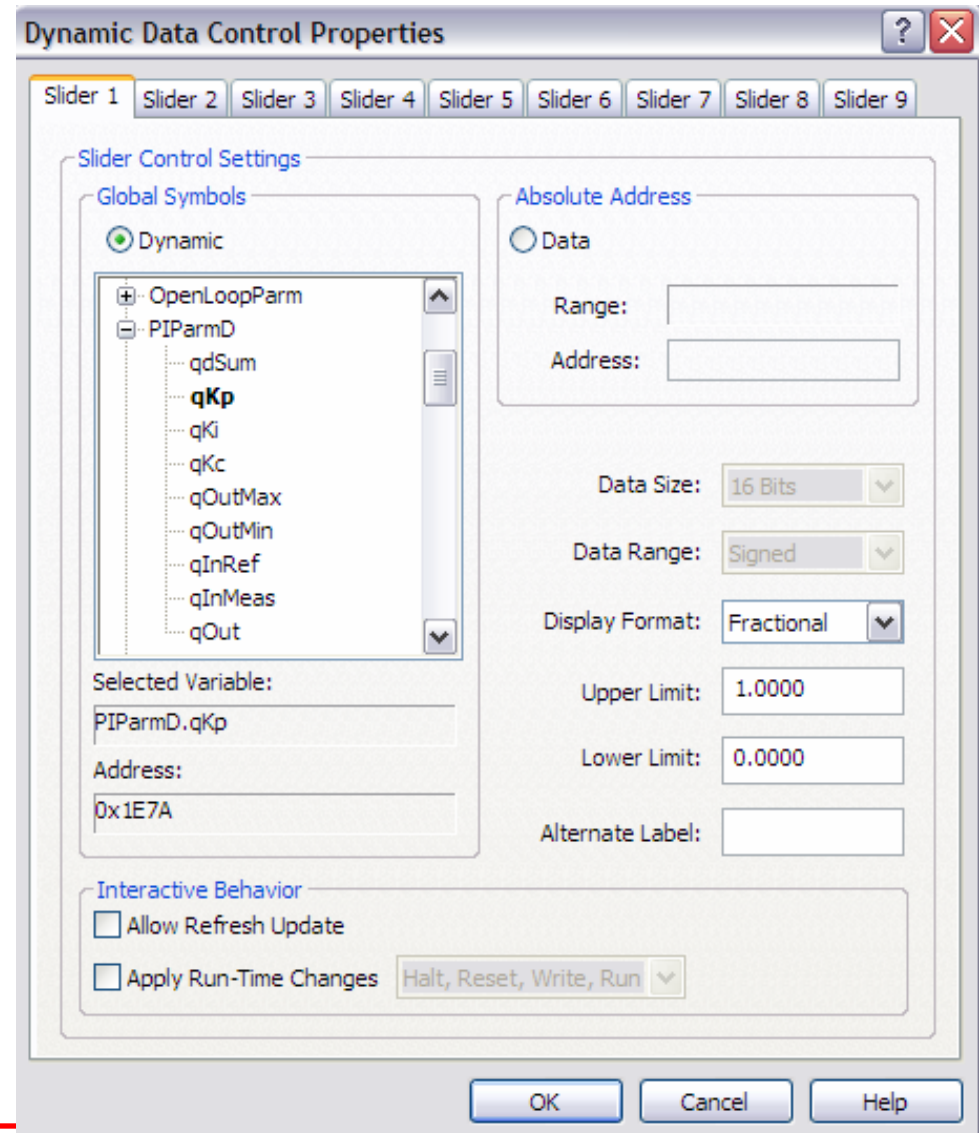 Dynamic Data Control Properties
Slider 1 Slider 2 Slider 3 Slider 4 Slider 5 Slider 6 Slider 7 Slider 8 Slider 9
Slider Control Settings
Global Symbols
Dynamic
OpenLoopParm
PIParmD
qdSum
qKp
qKi
qKc
qOutMax
qOutMin
qInRef
qInMeas
qOut
Selected Variable:
PIParmD.qKp
Address:
0x1E7A
Absolute Address
Data
Range:
Address:
Data Size: 16 Bits
Data Range: Signed
Display Format: Fractional
Upper Limit: 1.0000
Lower Limit: 0.0000
Alternate Label:
Interactive Behavior
Allow Refresh Update
Apply Run-Time Changes Halt, Reset, Write, Run
OK Cancel Help